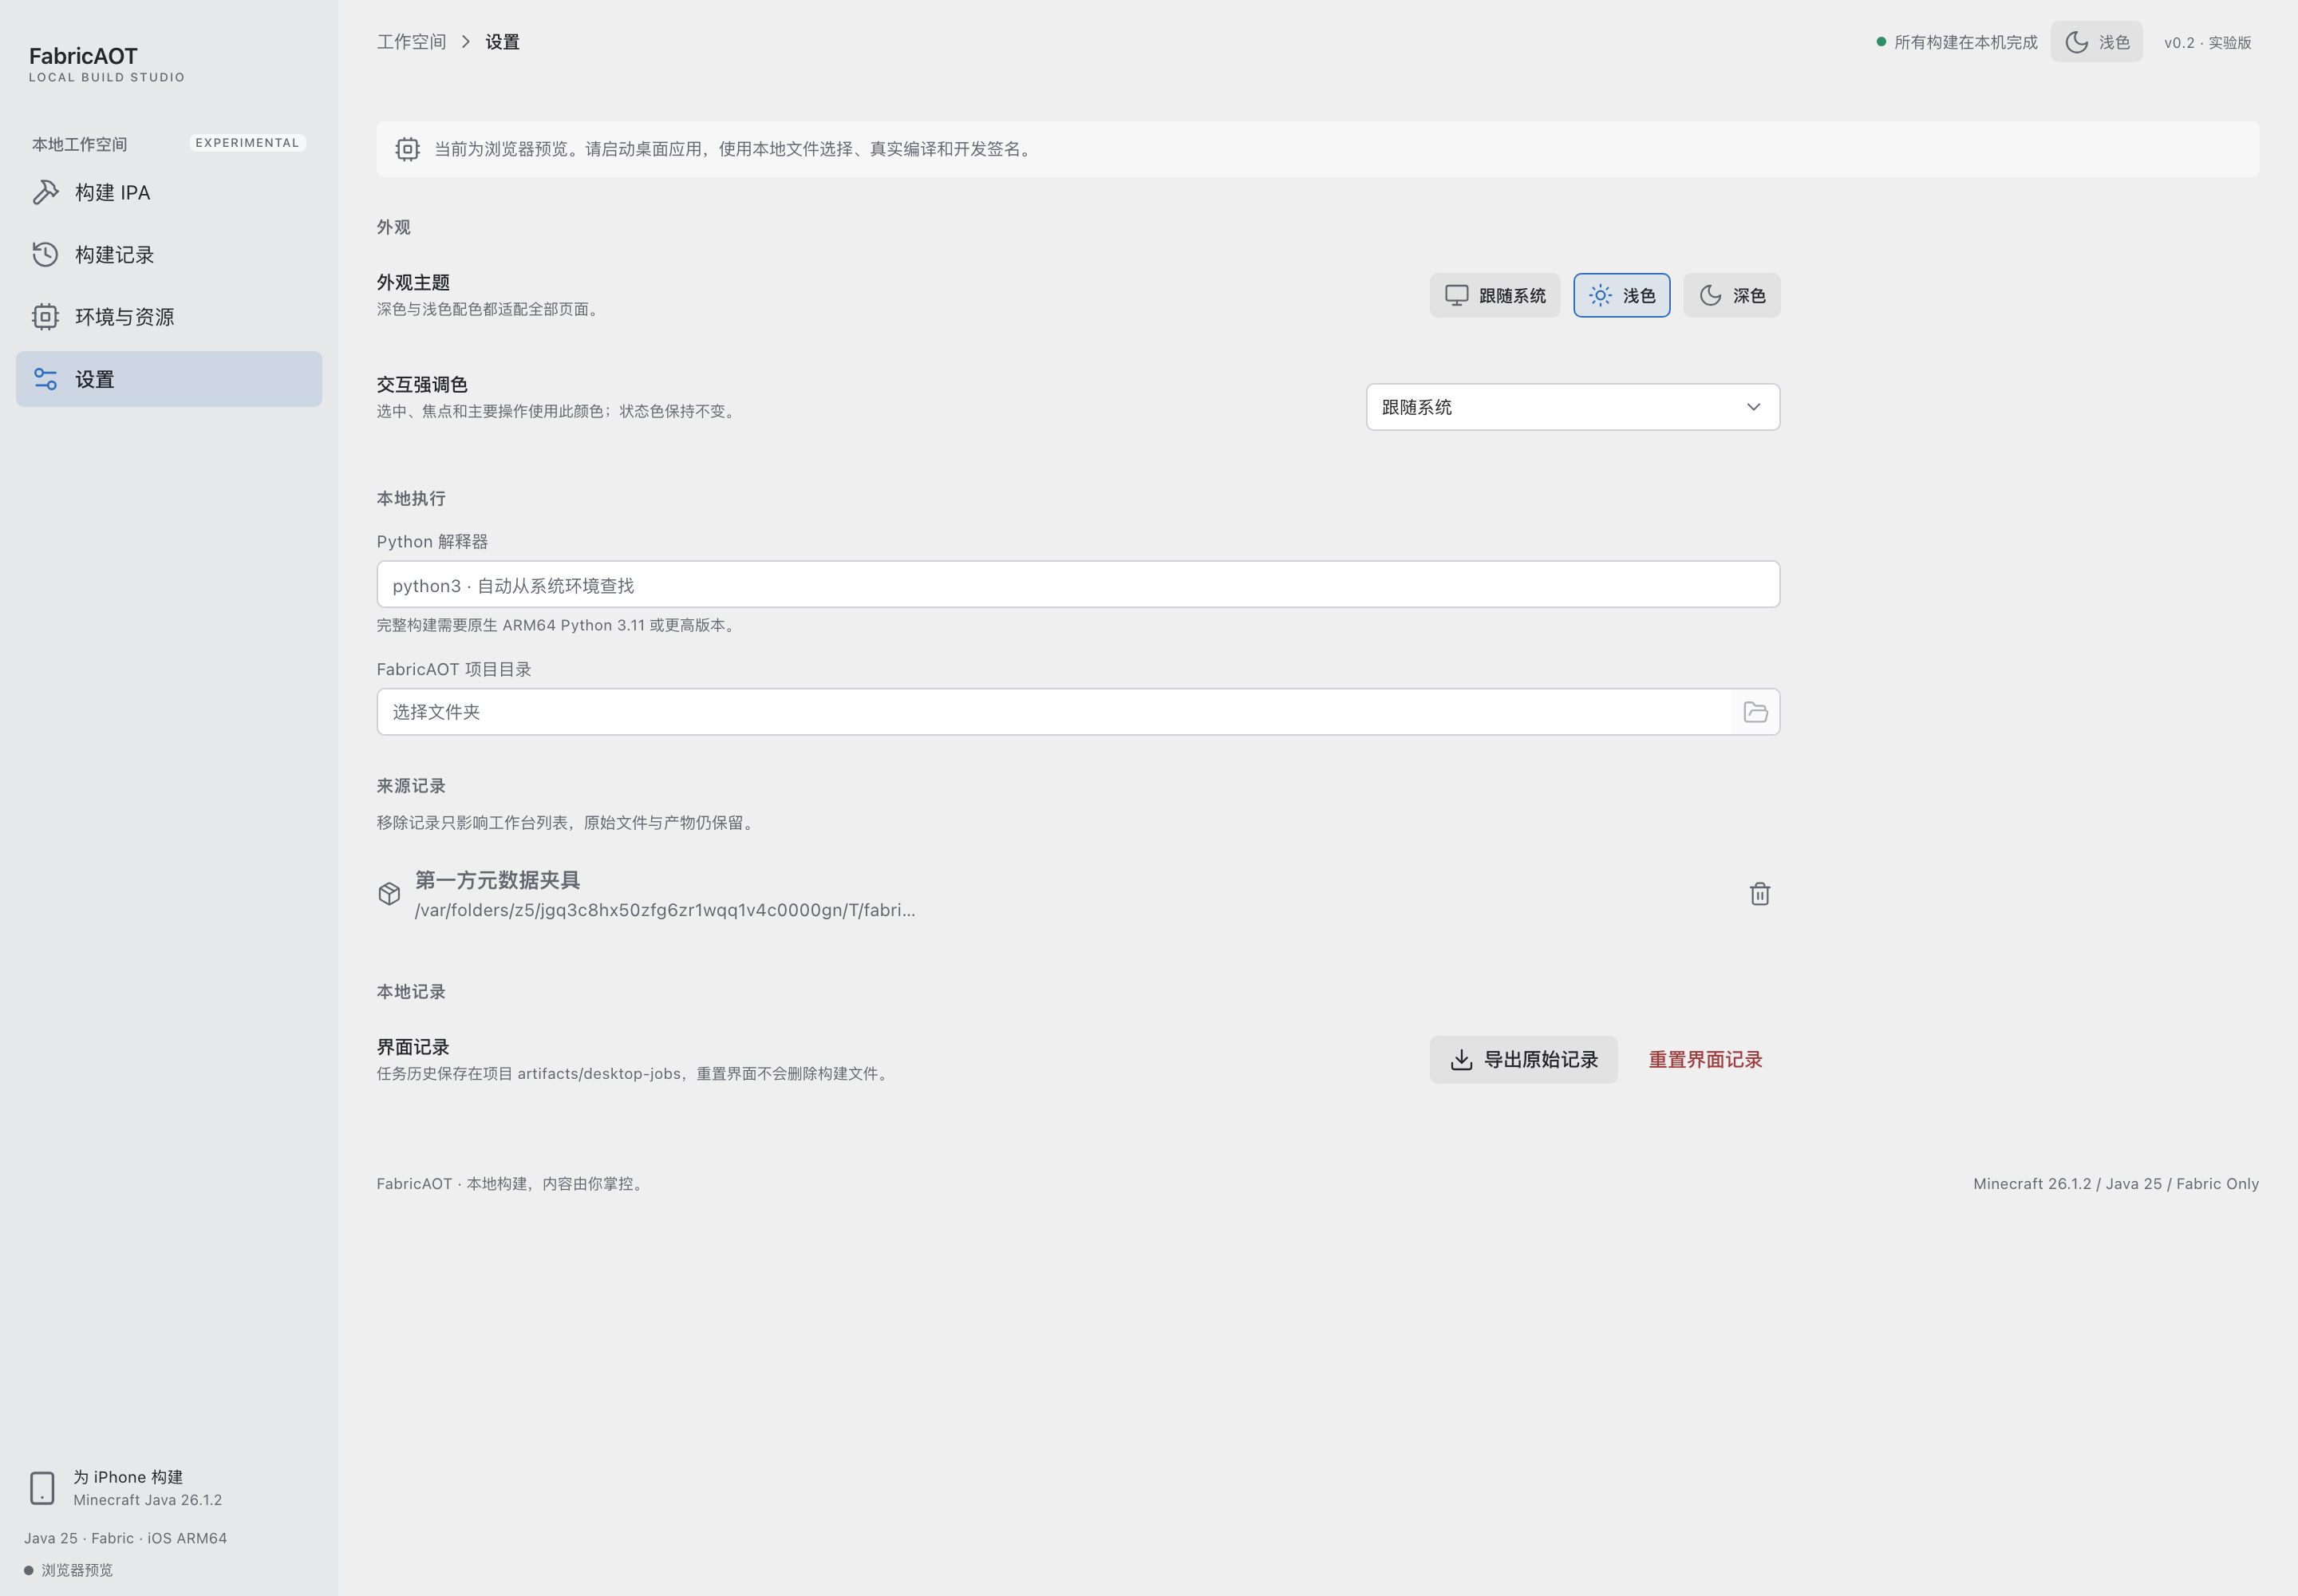 FabricAOT
LOCAL BUILD STUDIO
本地工作空间
EXPERIMENTAL
构建 IPA
构建记录
环境与资源
设置
为 iPhone 构建
Minecraft Java 26.1.2
Java 25 · Fabric · iOS ARM64
浏览器预览
工作空间 > 设置
所有构建在本机完成
浅色
v0.2 · 实验版
当前为浏览器预览。请启动桌面应用，使用本地文件选择、真实编译和开发签名。
外观
外观主题
深色与浅色配色都适配全部页面。
跟随系统
浅色
深色
交互强调色
选中、焦点和主要操作使用此颜色；状态色保持不变。
跟随系统
本地执行
Python 解释器
python3 · 自动从系统环境查找
完整构建需要原生 ARM64 Python 3.11 或更高版本。
FabricAOT 项目目录
选择文件夹
来源记录
移除记录只影响工作台列表，原始文件与产物仍保留。
第一方元数据夹具
/var/folders/z5/jgq3c8hx50zfg6zr1wqq1v4c0000gn/T/fabri...
本地记录
界面记录
任务历史保存在项目 artifacts/desktop-jobs，重置界面不会删除构建文件。
导出原始记录
重置界面记录
FabricAOT · 本地构建，内容由你掌控。
Minecraft 26.1.2 / Java 25 / Fabric Only